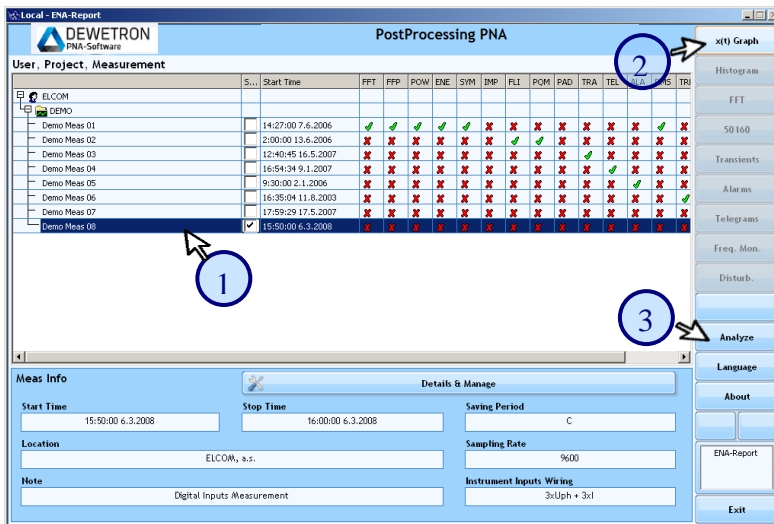 Local - ENA-Report
DEWETRON
PNA-Software
PostProcessing PNA
User, Project, Measurement
S... Start Time FFT FFP POW ENE SYM IMP FLI PQM PAD TRA TEL ALA RMS TRI
ELCOM
DEMO
Demo Meas 01 14:27:00 7.6.2006
Demo Meas 02 2:00:00 13.6.2006
Demo Meas 03 12:40:45 16.5.2007
Demo Meas 04 16:54:34 9.1.2007
Demo Meas 05 9:30:00 2.1.2006
Demo Meas 06 16:35:04 11.8.2003
Demo Meas 07 17:59:29 17.5.2007
Demo Meas 08 15:50:00 6.3.2008
1
2
3
x(t) Graph
Histogram
FFT
50160
Transients
Alarms
Telegrams
Freq. Mon.
Disturb.
Analyze
Language
About
ENA-Report
Exit
Meas Info
Details & Manage
Start Time Stop Time Saving Period
15:50:00 6.3.2008 16:00:00 6.3.2008 C
Location Sampling Rate
ELCOM, a.s. 9600
Note Instrument Inputs Wiring
Digital Inputs Measurement 3xUph + 3xI